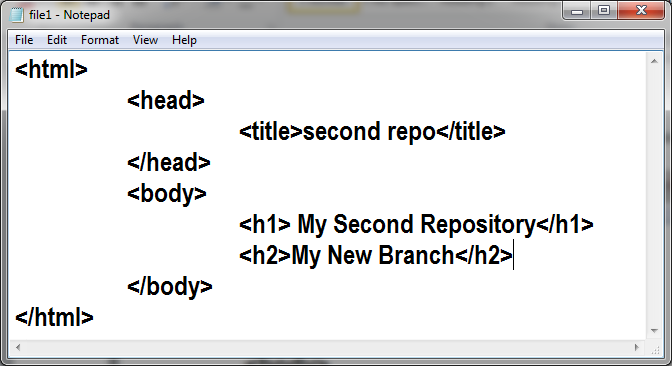 file1 - Notepad
File Edit Format View Help
<html>
<head>
<title>second repo</title>
</head>
<body>
<h1> My Second Repository</h1>
<h2>My New Branch</h2>
</body>
</html>